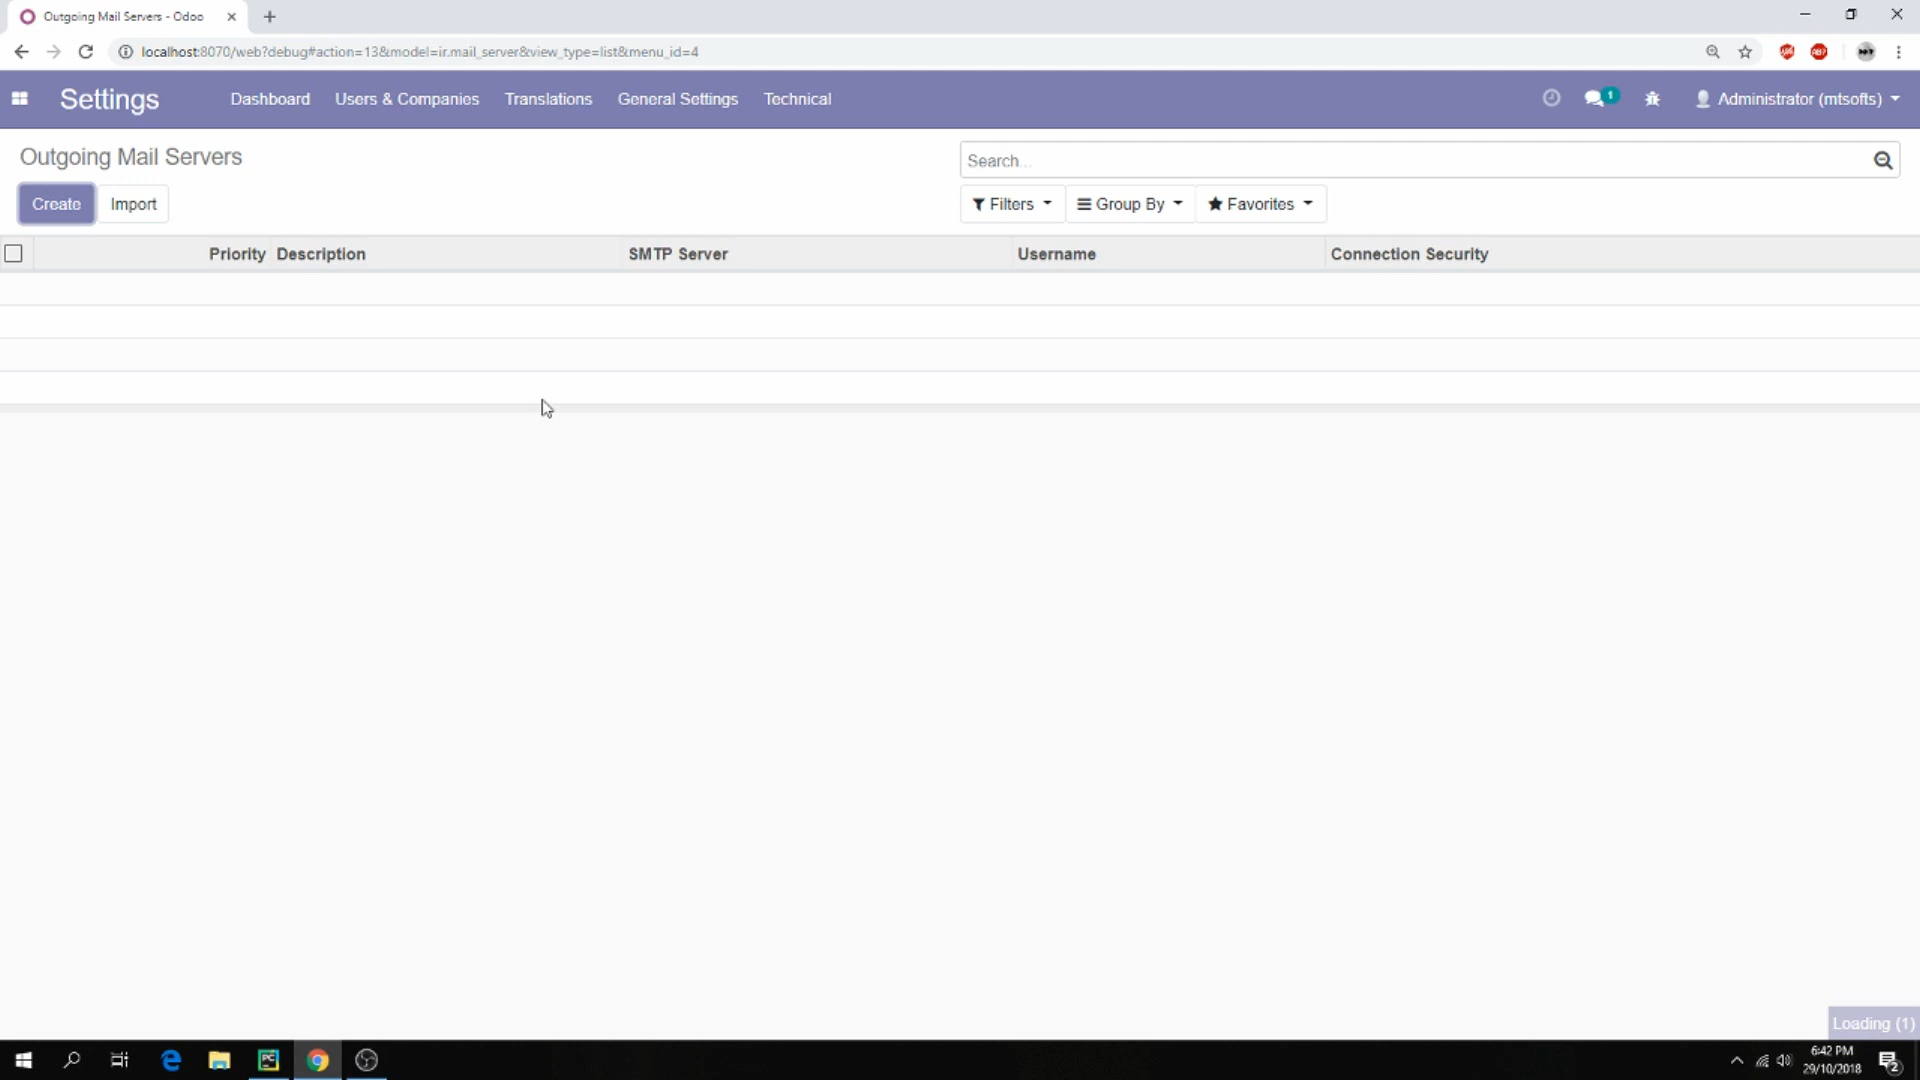 Outgoing Mail Servers - Odoo
localhost:8070/web?debug#action=13&model=ir.mail_server&view_type=list&menu_id=4
Settings Dashboard Users & Companies Translations General Settings Technical 1 Administrator (mtsofts)
Outgoing Mail Servers
Search...
Create Import Filters Group By Favorites
Priority Description SMTP Server Username Connection Security
Loading (1)
6:42 PM
29/10/2018
2